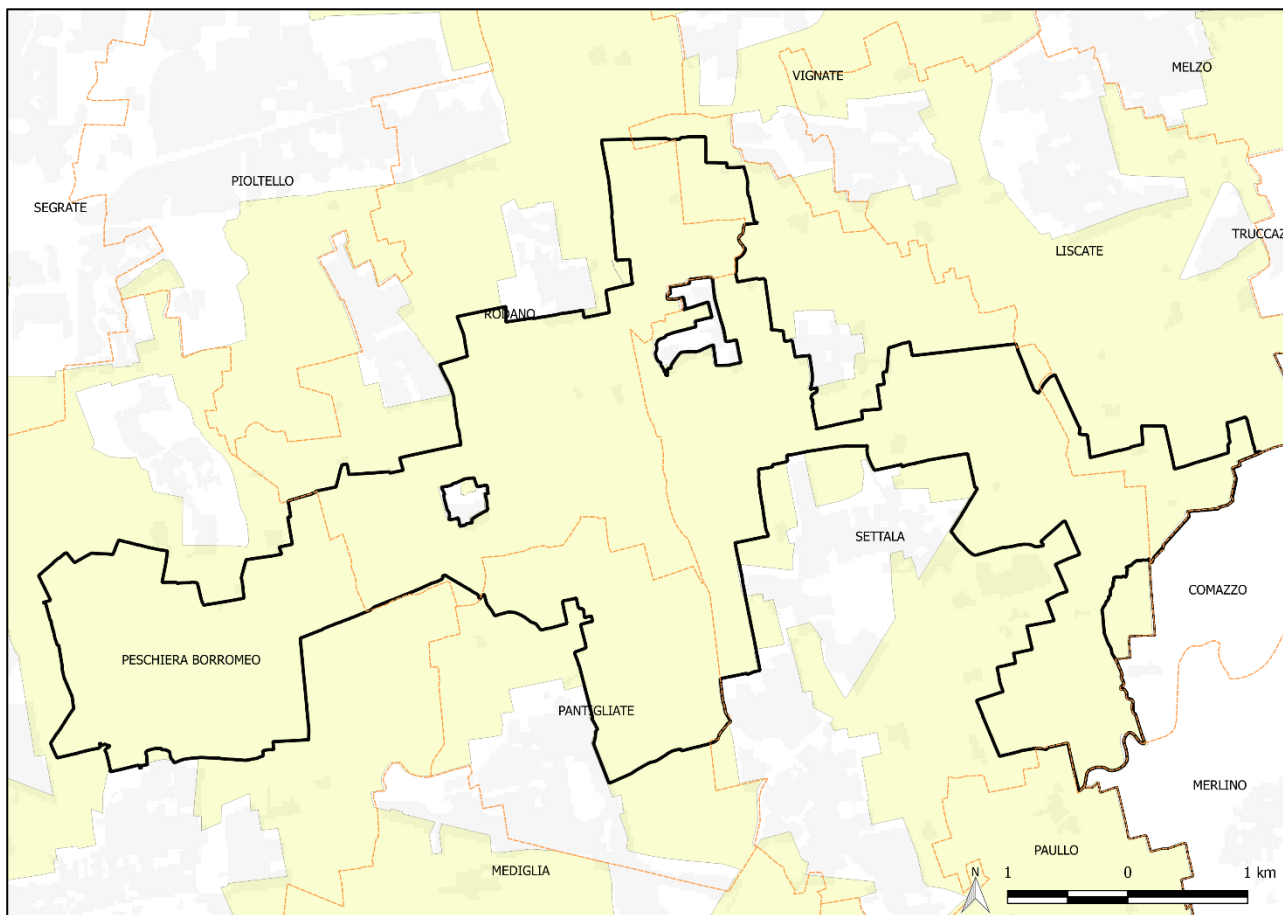 MELZO
VIGNATE
PIOLTELLO
SEGRATE
TRUCCAZ
LISCATE
RODANO
SETTALA
COMAZZO
PESCHIERA BORROMEO
PANTIGLIATE
MERLINO
PAULLO
MEDIGLIA
N
1 0 1 km